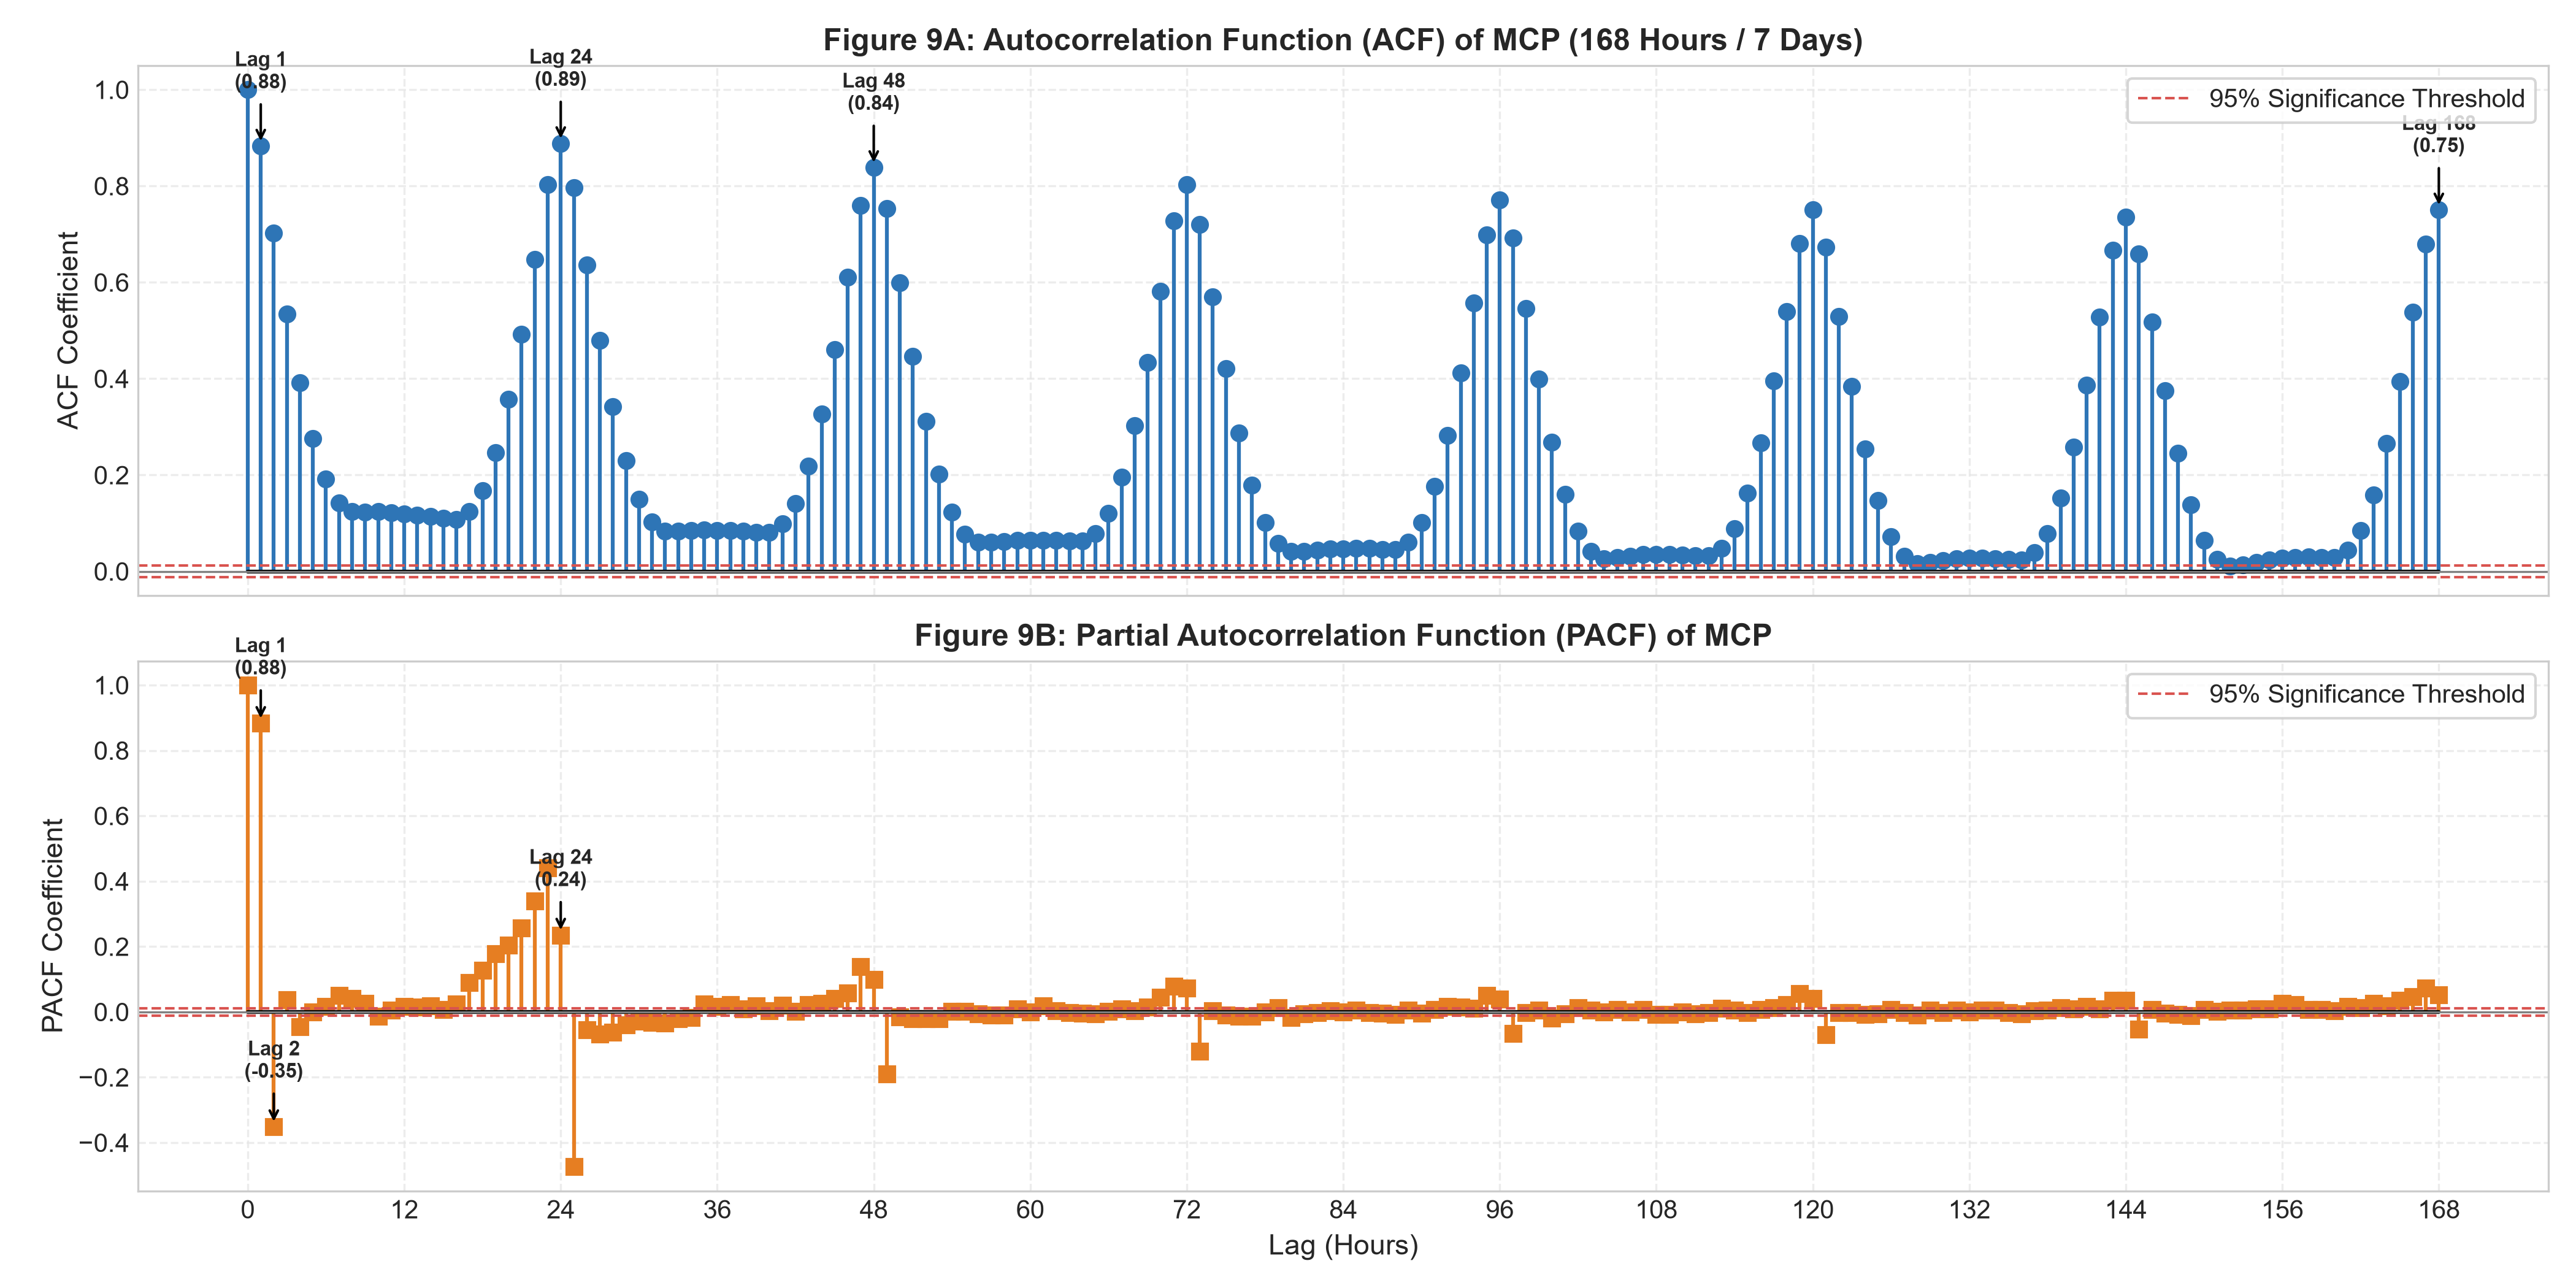 Figure 9A: Autocorrelation Function (ACF) of MCP (168 Hours / 7 Days)
Lag 1
(0.88)
Lag 24
(0.89)
Lag 48
(0.84)
95% Significance Threshold
Lag 168
(0.75)
ACF Coefficient
1.0
0.8
0.6
0.4
0.2
0.0
Figure 9B: Partial Autocorrelation Function (PACF) of MCP
Lag 1
(0.88)
95% Significance Threshold
Lag 24
(0.24)
Lag 2
(-0.35)
PACF Coefficient
1.0
0.8
0.6
0.4
0.2
0.0
−0.2
−0.4
0 12 24 36 48 60 72 84 96 108 120 132 144 156 168
Lag (Hours)